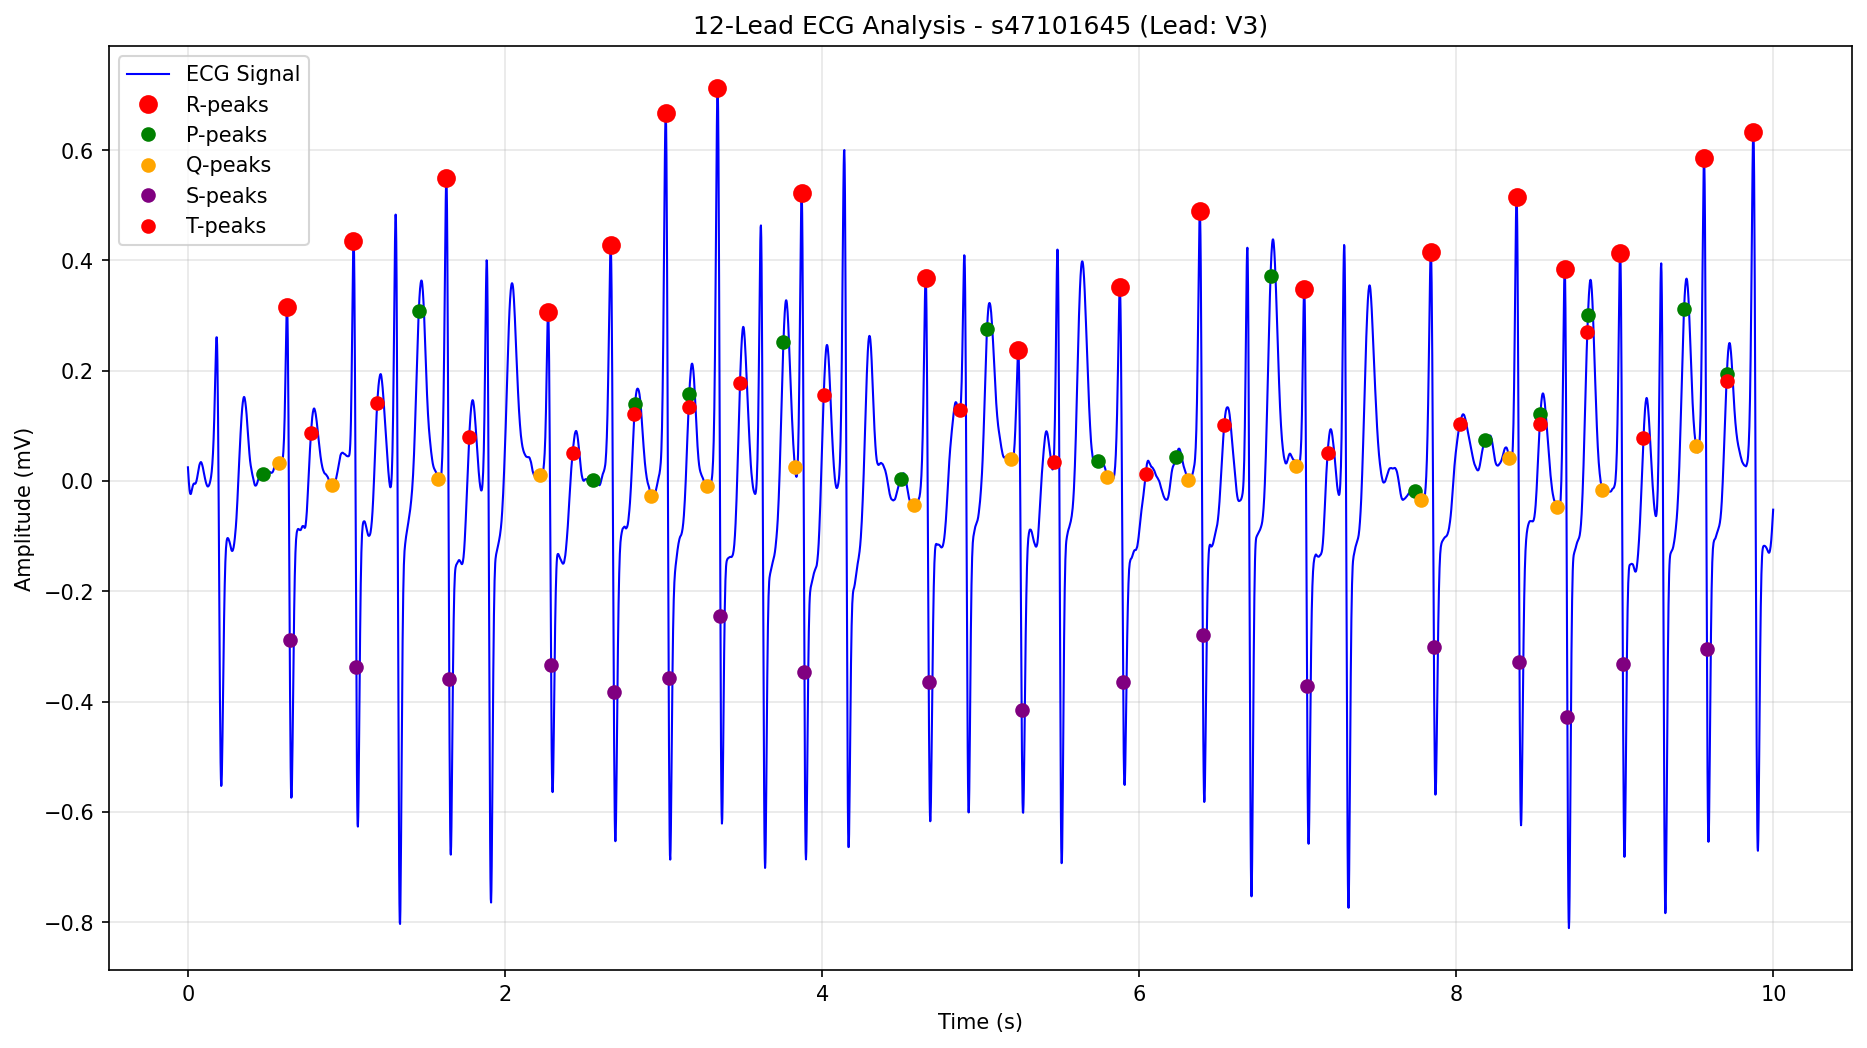 12-Lead ECG Analysis - s47101645 (Lead: V3)
ECG Signal
R-peaks
P-peaks
Q-peaks
S-peaks
T-peaks
Amplitude (mV)
0.6
0.4
0.2
0.0
−0.2
−0.4
−0.6
−0.8
0 2 4 6 8 10
Time (s)